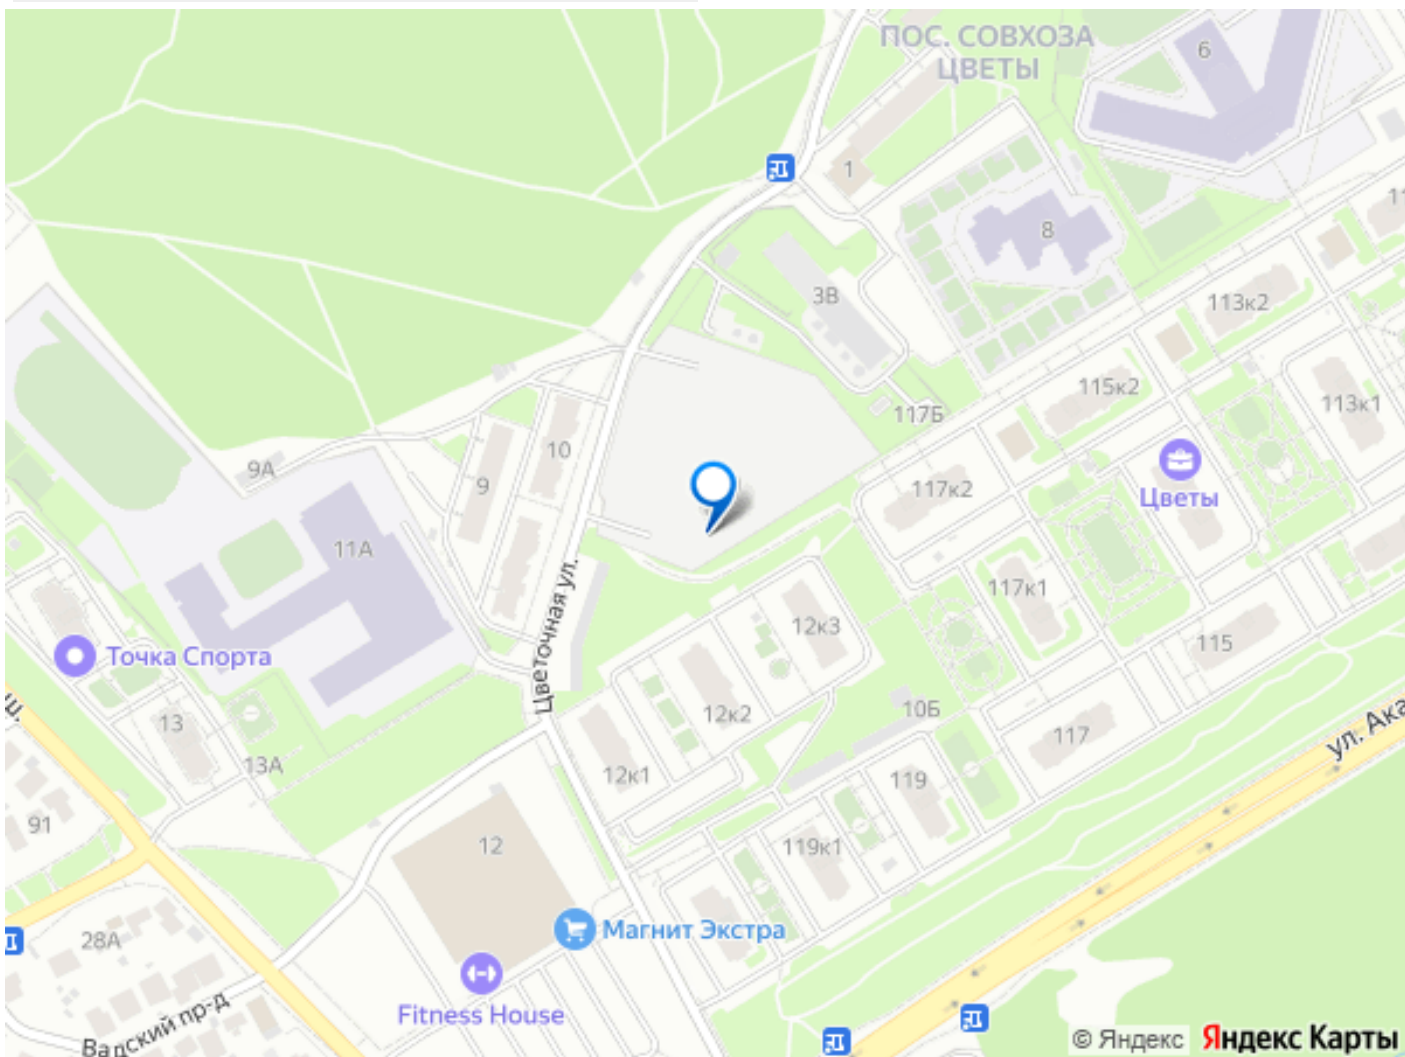 ПОС. СОВХОЗА
ЦВЕТЫ
6
1
8
3В
113к2
115к2
113к1
117Б
10
9А
9
117к2
Цветы
11А
117к1
12к3
115
Цветочная ул.
Точка Спорта
12к2
10Б
13
117
ул. Ака
13А
12к1
119
91
12
119к1
Магнит Экстра
28А
Fitness House
Вадский пр-д
© Яндекс
Яндекс Карты